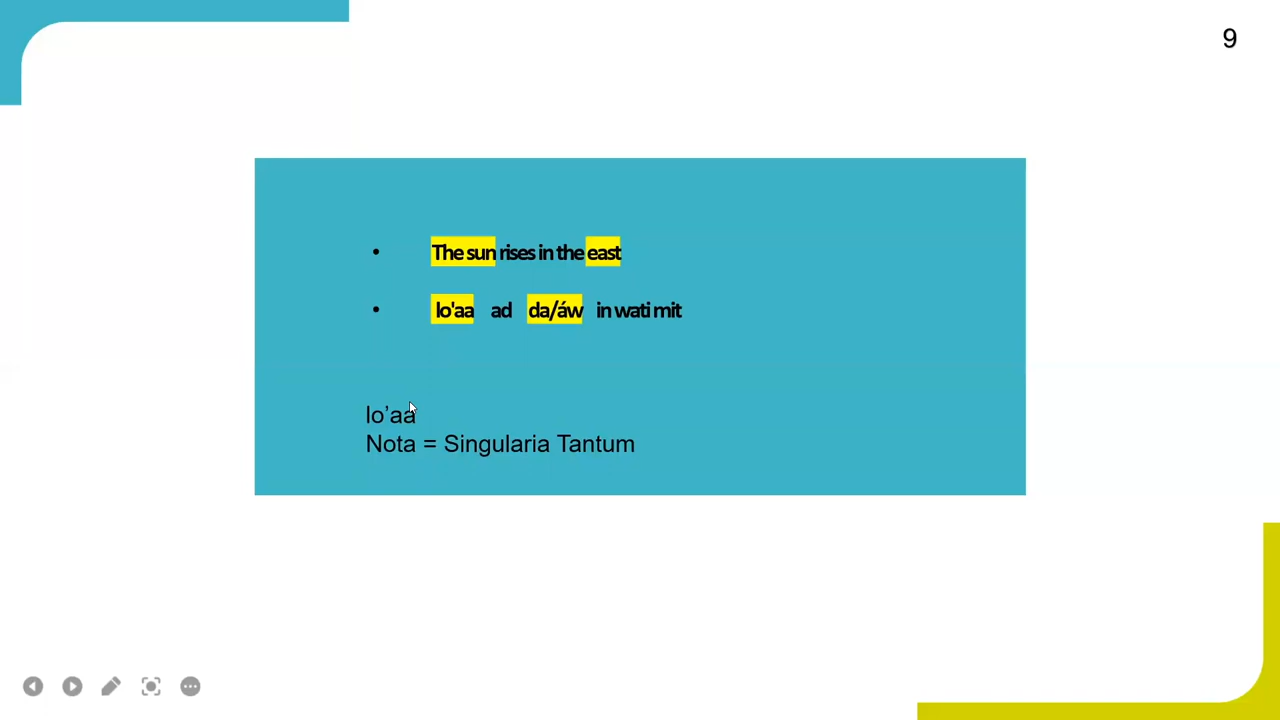 9
• The sun rises in the east
• lo'aa ad da/áw in wati mit
lo’aa
Nota = Singularia Tantum